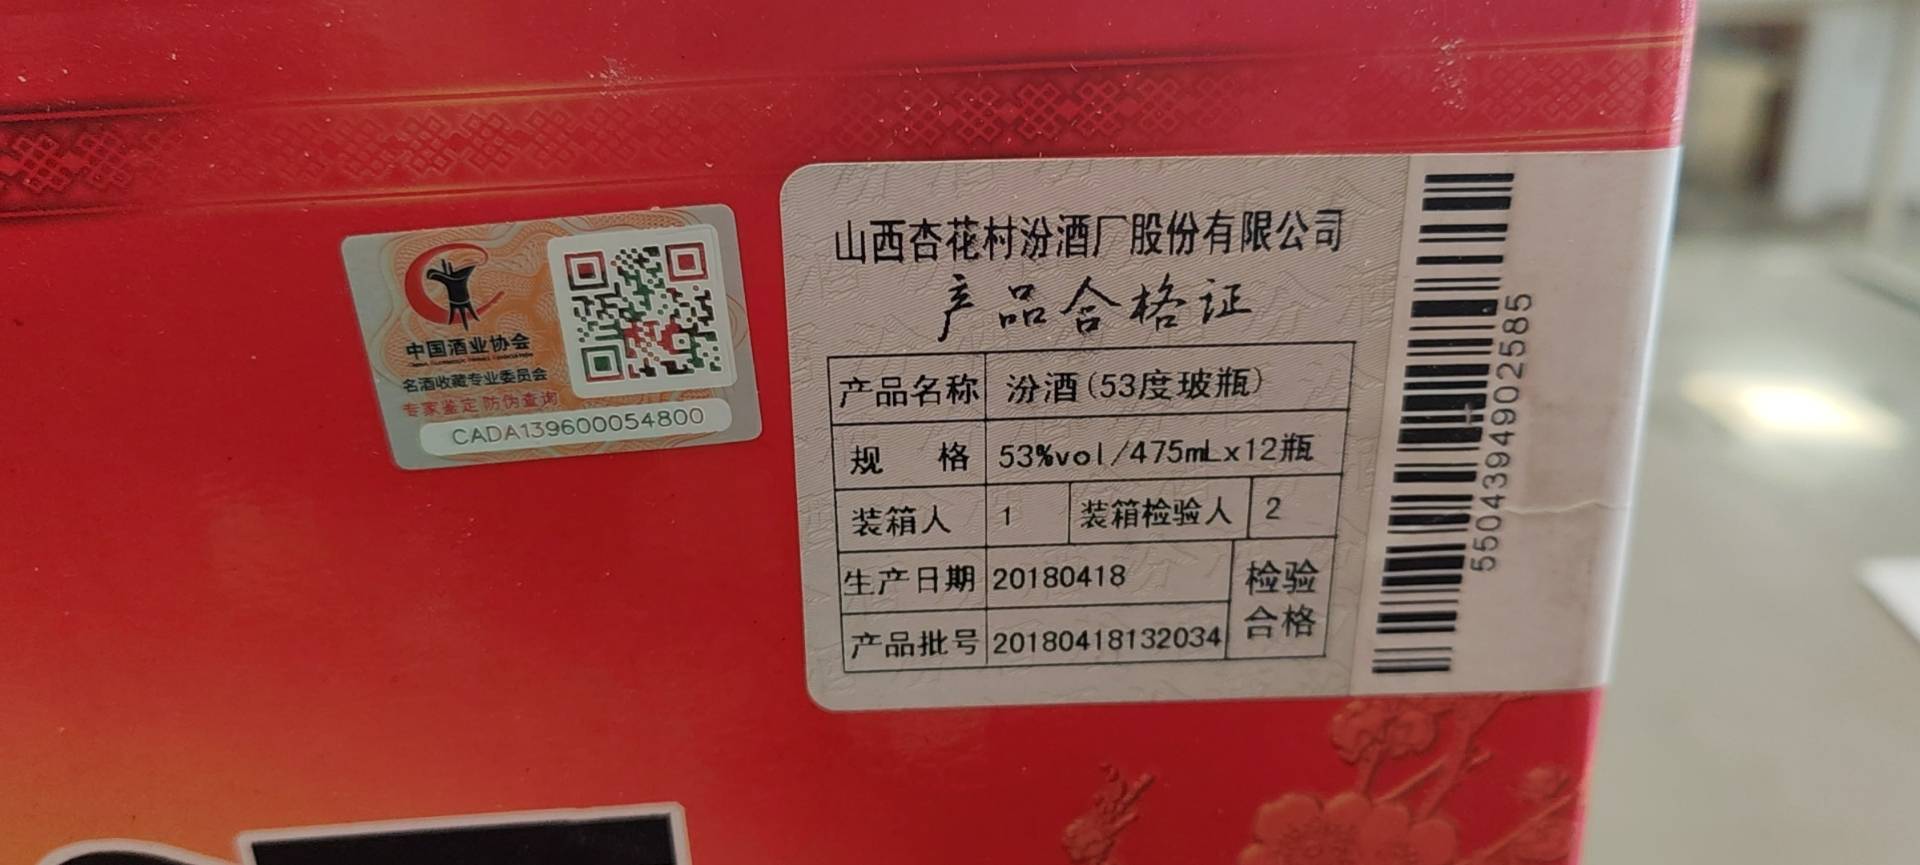 中国酒业协会
名酒收藏专业委员会
专家鉴定 防伪查询
CADA139600054800
山西杏花村汾酒厂股份有限公司
产品合格证
产品名称 汾酒(53度玻瓶)
规 格 53%vol/475mLx12瓶
装箱人 1 装箱检验人 2
生产日期 20180418 检验
产品批号 20180418132034 合格
5504394902585